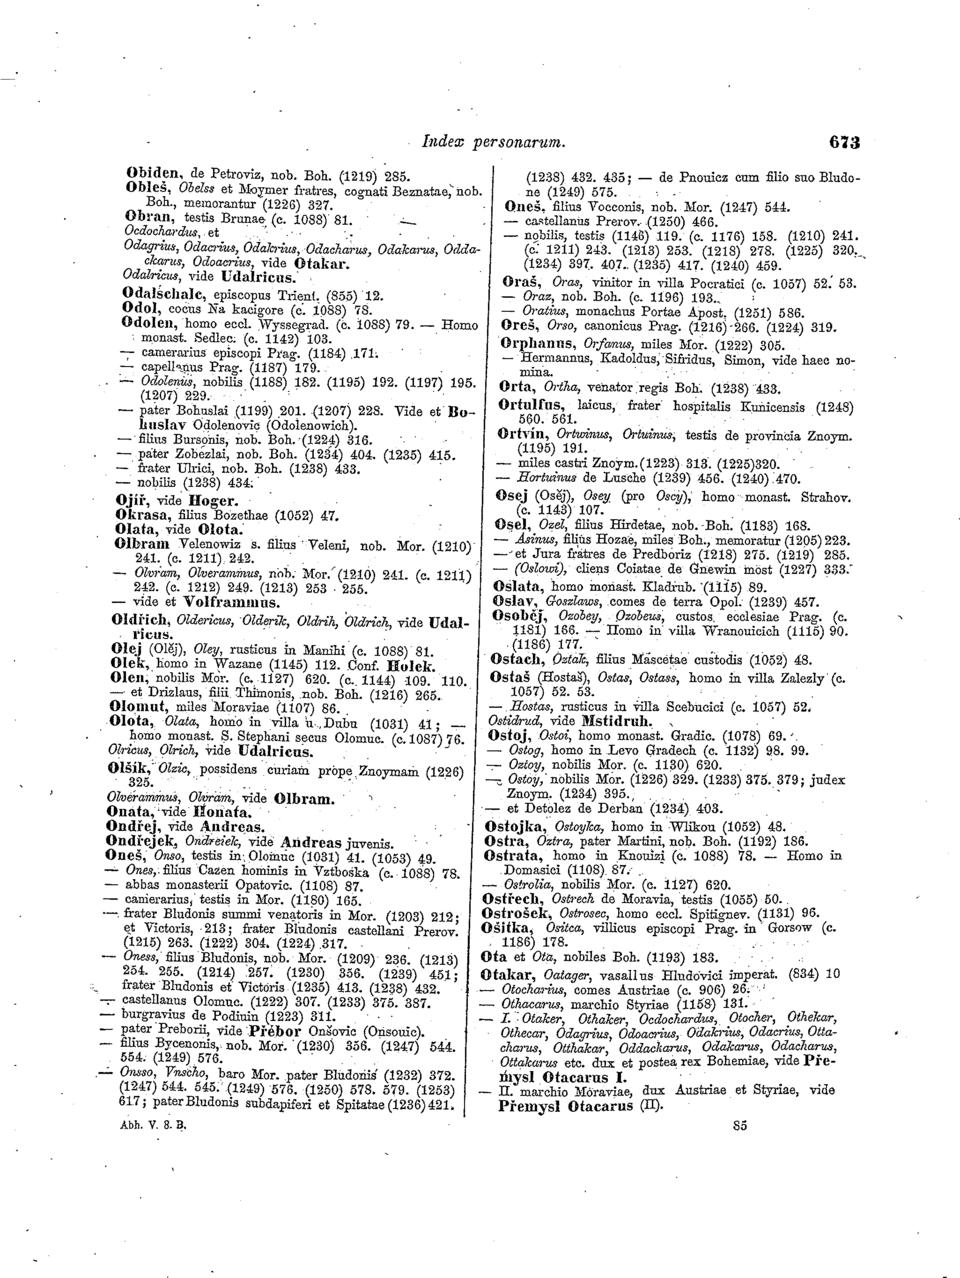 Index personarum.
673
Obiden, de Petroviz, nob. Boh. (1219) 285.
Obleš, Obelss et Moymer fratres, cognati Beznatae, nob.
Boh., memorantur (1226) 327.
Obran, testis Brunae (c. 1088) 81.
Ocdochardus, et
Odagrius, Odacrius, Odakrius, Odacharus, Odakarus, Odda-
ckarus, Odoacrius, vide Otakar.
Odalricus, vide Udalricus.
Odalschalc, episcopus Trient. (855) 12.
Odol, cocus Na kacigore (c. 1088) 78.
Odolen, homo eccl. Wyssegrad. (c. 1088) 79. — Homo
monast. Sedlec. (c. 1142) 103.
— camerarius episcopi Prag. (1184) 171.
— capellanus Prag. (1187) 179.
— Odolenus, nobilis (1188) 182. (1195) 192. (1197) 195.
(1207) 229.
— pater Bohuslai (1199) 201. (1207) 228. Vide et Bo-
huslav Odolenovic (Odolenowich).
— filius Bursonis, nob. Boh. (1224) 316.
— pater Zobezlai, nob. Boh. (1234) 404. (1235) 415.
— frater Ulrici, nob. Boh. (1238) 433.
— nobilis (1238) 434.
Ojíř, vide Hoger.
Okrasa, filius Bozethae (1052) 47.
Olata, vide Olota.
Olbram Velenowiz s. filius Veleni, nob. Mor. (1210)
241. (c. 1211) 242.
— Olvram, Olverammus, nob. Mor. (1210) 241. (c. 1211)
242. (c. 1212) 249. (1213) 253 255.
— vide et Volframmus.
Oldřich, Oldericus, Olderik, Oldrih, Oldrich, vide Udal-
ricus.
Olej (Olěj), Oley, rusticus in Manihi (c. 1088) 81.
Olek, homo in Wazane (1145) 112. Conf. Holek.
Olen, nobilis Mor. (c. 1127) 620. (c. 1144) 109. 110.
— et Drizlaus, filii Thimonis, nob. Boh. (1216) 265.
Olomut, miles Moraviae (1107) 86.
Olota, Olata, homo in villa u Dubu (1031) 41; —
homo monast. S. Stephani secus Olomuc. (c. 1087) 76.
Olricus, Olrich, vide Udalricus.
Olšík, Olzic, possidens curiam prope Znoymam (1226)
325.
Olverammus, Olvram, vide Olbram.
Onata, vide Honata.
Ondřej, vide Andreas.
Ondřejek, Ondreiek, vide Andreas juvenis.
Oneš, Onso, testis in Olomuc (1031) 41. (1053) 49.
— Ones, filius Cazen hominis in Vztboska (c. 1088) 78.
— abbas monasterii Opatovic. (1108) 87.
— camerarius, testis in Mor. (1180) 165.
— frater Bludonis summi venatoris in Mor. (1203) 212;
et Victoris, 213; frater Bludonis castellani Prerov.
(1215) 263. (1222) 304. (1224) 317.
— Oness, filius Bludonis, nob. Mor. (1209) 236. (1213)
254. 255. (1214) 257. (1230) 356. (1239) 451;
frater Bludonis et Victoris (1235) 413. (1238) 432.
— castellanus Olomuc. (1222) 307. (1233) 375. 387.
— burgravius de Podiuin (1223) 311.
— pater Preborii, vide Přébor Onšovic (Onsouic).
— filius Bycenonis, nob. Mor. (1230) 356. (1247) 544.
554. (1249) 576.
— Onsso, Vnscho, baro Mor. pater Bludonis (1232) 372.
(1247) 544. 545. (1249) 576. (1250) 578. 579. (1253)
617; pater Bludonis subdapiferi et Spitatae (1236) 421.
(1238) 432. 435; — de Pnouicz cum filio suo Bludo-
ne (1249) 575.
Oneš, filius Vocconis, nob. Mor. (1247) 544.
— castellanus Prerov. (1250) 466.
— nobilis, testis (1146) 119. (c. 1176) 158. (1210) 241.
(c. 1211) 243. (1213) 253. (1218) 278. (1225) 320.
(1234) 397. 407. (1235) 417. (1240) 459.
Oraš, Oras, vinitor in villa Pocratici (c. 1057) 52. 53.
— Oraz, nob. Boh. (c. 1196) 193.
— Oratius, monachus Portae Apost. (1251) 586.
Oreš, Orso, canonicus Prag. (1216) 266. (1224) 319.
Orphanus, Orfanus, miles Mor. (1222) 305.
— Hermannus, Kadoldus, Sifridus, Simon, vide haec no-
mina.
Orta, Ortha, venator regis Boh. (1238) 433.
Ortulfus, laicus, frater hospitalis Kunicensis (1248)
560. 561.
Ortvín, Ortwinus, Ortuinus, testis de provincia Znoym.
(1195) 191.
— miles castri Znoym. (1223) 313. (1225) 320.
— Hortuinus de Lusche (1239) 456. (1240) 470.
Osej (Osěj), Osey (pro Oscy), homo monast. Strahov.
(c. 1143) 107.
Osel, Ozel, filius Hirdetae, nob. Boh. (1183) 168.
— Asinus, filius Hozae, miles Boh., memoratur (1205) 223.
— et Jura fratres de Predboriz (1218) 275. (1219) 285.
— (Oslowi), cliens Coiatae de Gnewin most (1227) 333.
Oslata, homo monast. Kladrub. (1115) 89.
Oslav, Goszlaus, comes de terra Opol. (1239) 457.
Osoběj, Ozobey, Ozobeus, custos ecclesiae Prag. (c.
1181) 166. — Homo in villa Wranouicich (1115) 90.
(1186) 177.
Ostach, Oztak, filius Mascetae custodis (1052) 48.
Ostaš (Hostaš), Ostas, Ostass, homo in villa Zalezly (c.
1057) 52. 53.
— Hostas, rusticus in villa Scebucici (c. 1057) 52.
Ostidrud, vide Mstidruh.
Ostoj, Ostoi, homo monast. Gradic. (1078) 69.
— Ostog, homo in Levo Gradech (c. 1132) 98. 99.
— Oztoy, nobilis Mor. (c. 1130) 620.
— Ostoy, nobilis Mor. (1226) 329. (1233) 375. 379; judex
Znoym. (1234) 395.
— et Detolez de Derban (1234) 403.
Ostojka, Ostoyka, homo in Wlikou (1052) 48.
Ostra, Oztra, pater Martini, nob. Boh. (1192) 186.
Ostrata, homo in Knouizi (c. 1088) 78. — Homo in
Domasici (1108) 87.
— Ostrolia, nobilis Mor. (c. 1127) 620.
Ostřech, Ostrech de Moravia, testis (1055) 50.
Ostrošek, Ostrosec, homo eccl. Spitignev. (1131) 96.
Ošitka, Ositca, villicus episcopi Prag. in Gorsow (c.
1186) 178.
Ota et Ota, nobiles Boh. (1193) 183.
Otakar, Oatager, vasallus Hludovici imperat. (834) 10
— Otocharius, comes Austriae (c. 906) 26.
— Othacarus, marchio Styriae (1158) 131.
— I. Otaker, Othaker, Ocdochardus, Otocher, Othekar,
Othecar, Odagrius, Odoacrius, Odakrius, Odacrius, Otta-
charus, Otthakar, Oddackarus, Odakarus, Odacharus,
Ottakarus etc. dux et postea rex Bohemiae, vide Pře-
mysl Otacarus I.
— II. marchio Moraviae, dux Austriae et Styriae, vide
Přemysl Otacarus (II).
Abh. V. 8. B.
85